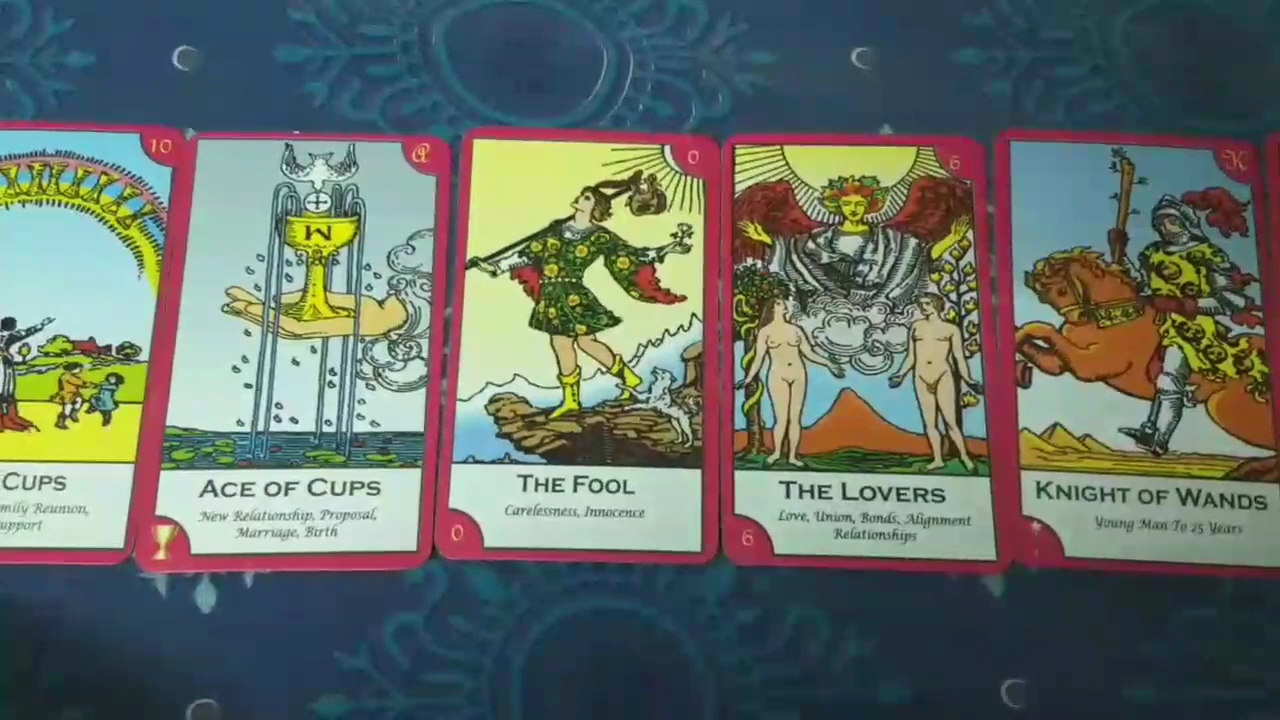 10
CUPS
mily Reunion,
upport
A
W
ACE OF CUPS
New Relationship, Proposal,
Marriage, Birth
0
THE FOOL
Carelessness, Innocence
0
6
THE LOVERS
Love, Union, Bonds, Alignment
Relationships
6
K
KNIGHT OF WANDS
Young Man To 25 Years